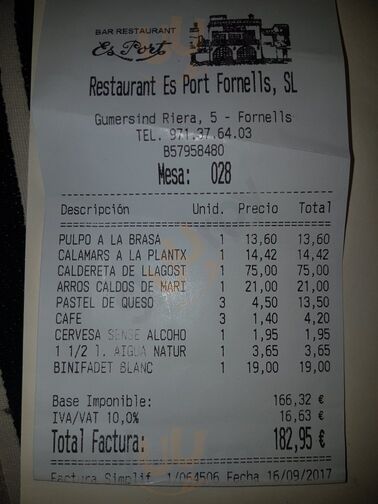 BAR RESTAURANT
Es Port
Restaurant Es Port Fornells, SL
Gumersind Riera, 5 - Fornells
TEL. 971.37.64.03
B57958480
Mesa: 028
Descripción Unid. Precio Total
PULPO A LA BRASA 1 13,60 13,60
CALAMARS A LA PLANTX 1 14,42 14,42
CALDERETA DE LLAGOST 1 75,00 75,00
ARROS CALDOS DE MARI 1 21,00 21,00
PASTEL DE QUESO 3 4,50 13,50
CAFE 3 1,40 4,20
CERVESA SENSE ALCOHO 1 1,95 1,95
1 1/2 l. AIGUA NATUR 1 3,65 3,65
BINIFADET BLANC 1 19,00 19,00
Base Imponible: 166,32 €
IVA/VAT 10,0% 16,63 €
Total Factura: 182,95 €
Factura Simplif. 1/064506 Fecha 16/09/2017